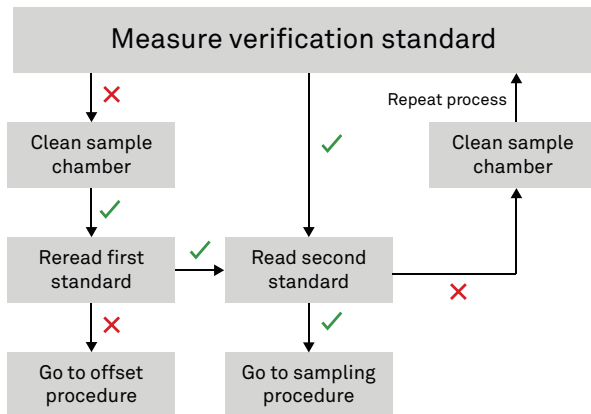 Measure verification standard
Repeat process
Clean sample
chamber
Clean sample
chamber
Reread first
standard
Read second
standard
Go to offset
procedure
Go to sampling
procedure